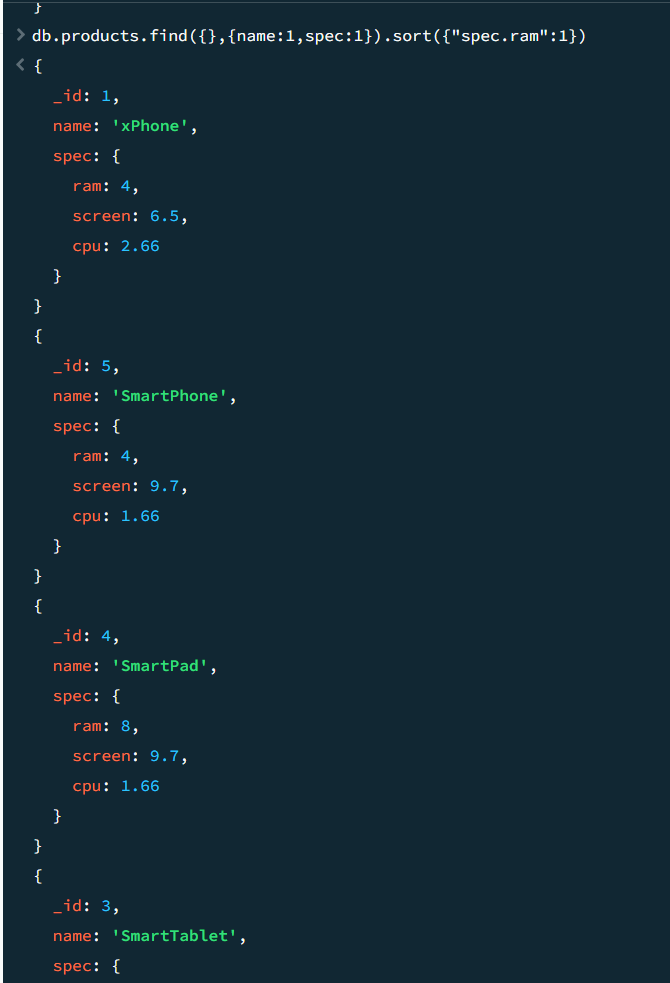 }
> db.products.find({},{name:1,spec:1}).sort({"spec.ram":1})
< {
_id: 1,
name: 'xPhone',
spec: {
ram: 4,
screen: 6.5,
cpu: 2.66
}
}
{
_id: 5,
name: 'SmartPhone',
spec: {
ram: 4,
screen: 9.7,
cpu: 1.66
}
}
{
_id: 4,
name: 'SmartPad',
spec: {
ram: 8,
screen: 9.7,
cpu: 1.66
}
}
{
_id: 3,
name: 'SmartTablet',
spec: {